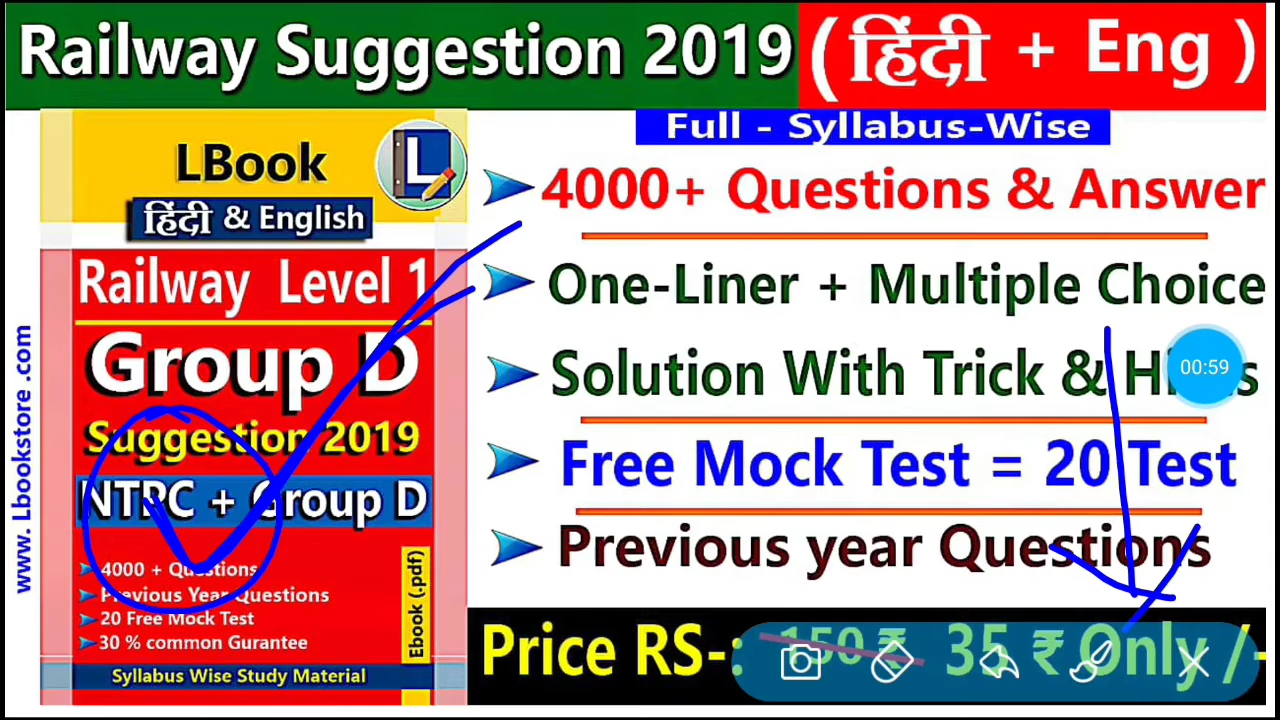 Railway Suggestion 2019 ( हिंदी + Eng )
Full - Syllabus-Wise
LBook
L
हिंदी & English
Railway Level 1
Group D
Suggestion 2019
NTPC + Group D
4000 + Questions
Previous Year Questions
20 Free Mock Test
30 % common Gurantee
Ebook (.pdf)
Syllabus Wise Study Material
www. Lbookstore .com
4000+ Questions & Answer
One-Liner + Multiple Choice
Solution With Trick &
00:59
Free Mock Test = 20 Test
Previous year Questions
Price RS-: 150 ₹ 35 ₹ Only /-